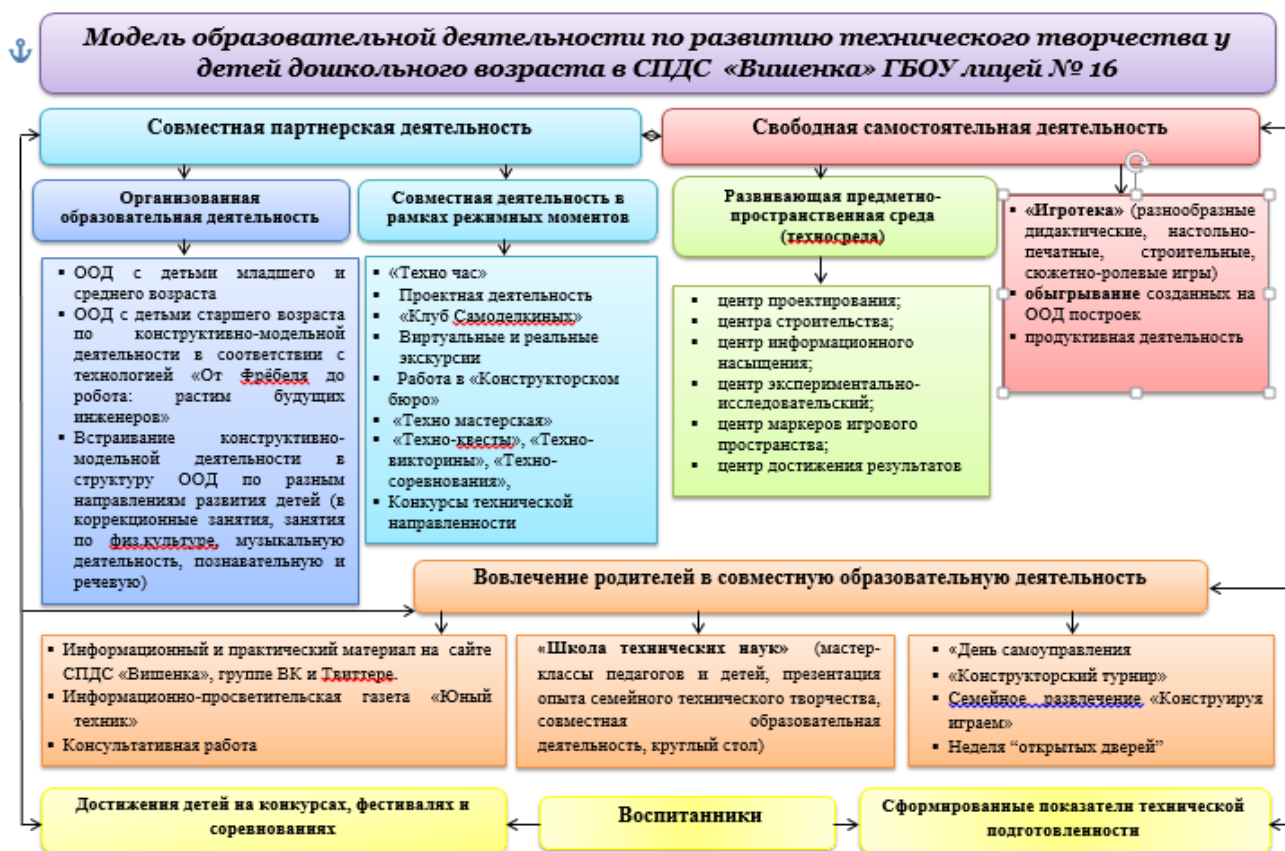 Модель образовательной деятельности по развитию технического творчества у
детей дошкольного возраста в СПДС «Вишенка» ГБОУ лицей № 16
Совместная партнерская деятельность
Свободная самостоятельная деятельность
Организованная
образовательная деятельность
Совместная деятельность в
рамках режимных моментов
Развивающая предметно-
пространственная среда
(техносреда)
▪ «Игротека» (разнообразные
дидактические, настольно-
печатные, строительные,
сюжетно-ролевые игры)
▪ обыгрывание созданных на
ООД построек
▪ продуктивная деятельность
▪ ООД с детьми младшего и
среднего возраста
▪ ООД с детьми старшего возраста
по конструктивно-модельной
деятельности в соответствии с
технологией «От Фрёбеля до
робота: растим будущих
инженеров»
▪ Встраивание конструктивно-
модельной деятельности в
структуру ООД по разным
направлениям развития детей (в
коррекционные занятия, занятия
по физ.культуре, музыкальную
деятельность, познавательную и
речевую)
▪ «Техно час»
▪ Проектная деятельность
▪ «Клуб Самоделкиных»
▪ Виртуальные и реальные
экскурсии
▪ Работа в «Конструкторском
бюро»
▪ «Техно мастерская»
▪ «Техно-квесты», «Техно-
викторины», «Техно-
соревнования»,
▪ Конкурсы технической
направленности
▪ центр проектирования;
▪ центра строительства;
▪ центр информационного
насыщения;
▪ центр экспериментально-
исследовательский;
▪ центр маркеров игрового
пространства;
▪ центр достижения результатов
Вовлечение родителей в совместную образовательную деятельность
▪ Информационный и практический материал на сайте
СПДС «Вишенка», группе ВК и Твиттере.
▪ Информационно-просветительская газета «Юный
техник»
▪ Консультативная работа
«Школа технических наук» (мастер-
классы педагогов и детей, презентация
опыта семейного технического творчества,
совместная образовательная
деятельность, круглый стол)
▪ «День самоуправления
▪ «Конструкторский турнир»
▪ Семейное развлечение «Конструируя
играем»
▪ Неделя “открытых дверей”
Достижения детей на конкурсах, фестивалях и
соревнованиях
Воспитанники
Сформированные показатели технической
подготовленности